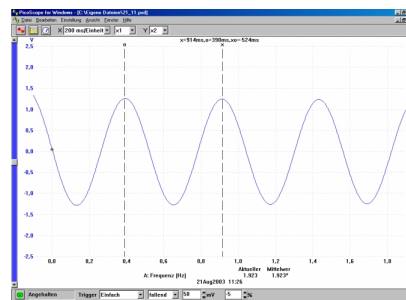 PicoScope for Windows - [C:\Eigene Dateien\21_11.psd]
Datei Bearbeiten Einstellung Ansicht Fenster Hilfe
X 200 ms/Einheit x1 Y x2
V
x=914ms,o=390ms,xo=524ms
2,5
o
x
2,0
1,5
1,0
0,5
0,0
-0,5
-1,0
-1,5
-2,0
-2,5
0,0 0,2 0,4 0,6 0,8 1,0 1,2 1,4 1,6 1,8
Aktueller Mittelwer
A: Frequenz (Hz) 1.923 1.923*
21Aug2003 11:26
Angehalten Trigger Einfach fallend 50 mV -5 %